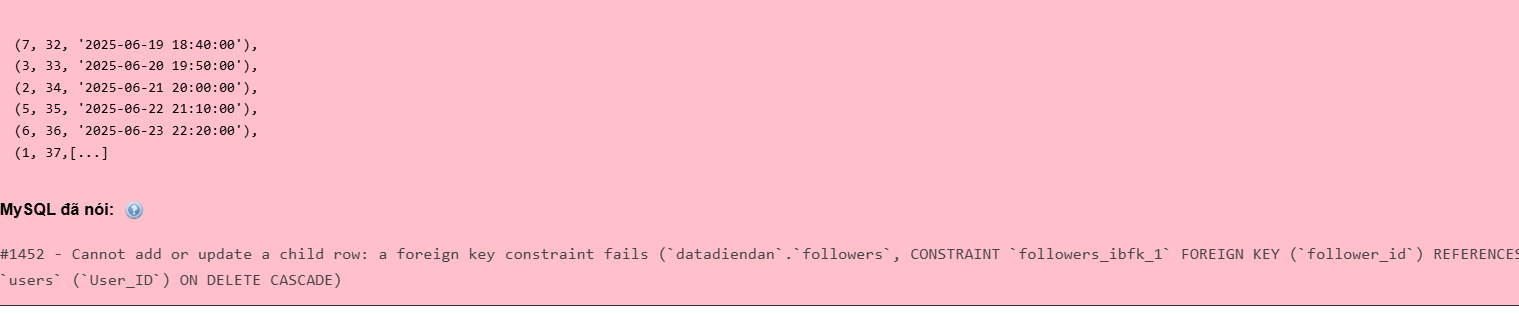 (7, 32, '2025-06-19 18:40:00'),
(3, 33, '2025-06-20 19:50:00'),
(2, 34, '2025-06-21 20:00:00'),
(5, 35, '2025-06-22 21:10:00'),
(6, 36, '2025-06-23 22:20:00'),
(1, 37,[...]
MySQL đã nói:
#1452 - Cannot add or update a child row: a foreign key constraint fails (`datadiendan`.`followers`, CONSTRAINT `followers_ibfk_1` FOREIGN KEY (`follower_id`) REFERENCES
`users` (`User_ID`) ON DELETE CASCADE)